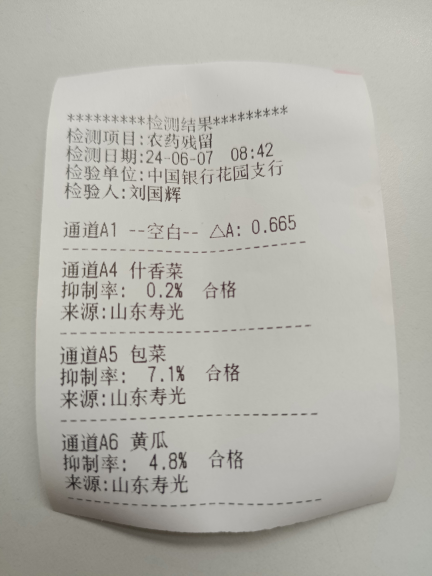 *********检测结果*********
检测项目:农药残留
检测日期:24-06-07 08:42
检验单位:中国银行花园支行
检验人:刘国辉
通道A1 --空白-- △A: 0.665
通道A4 什香菜
抑制率: 0.2% 合格
来源:山东寿光
通道A5 包菜
抑制率: 7.1% 合格
来源:山东寿光
通道A6 黄瓜
抑制率: 4.8% 合格
来源:山东寿光